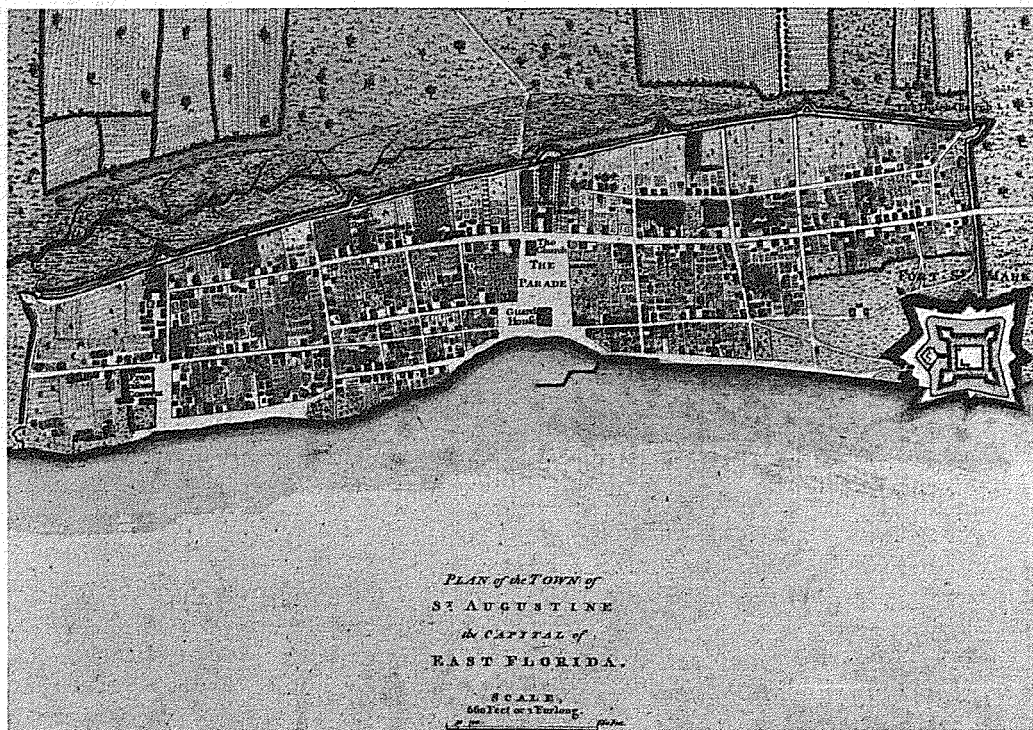 The
THE
PARADE
Guard
House
FORT St. MARK
PLAN of the TOWN of
St. AUGUSTINE
the CAPITAL of
EAST FLORIDA.
SCALE,
660 Feet or 1 Furlong.